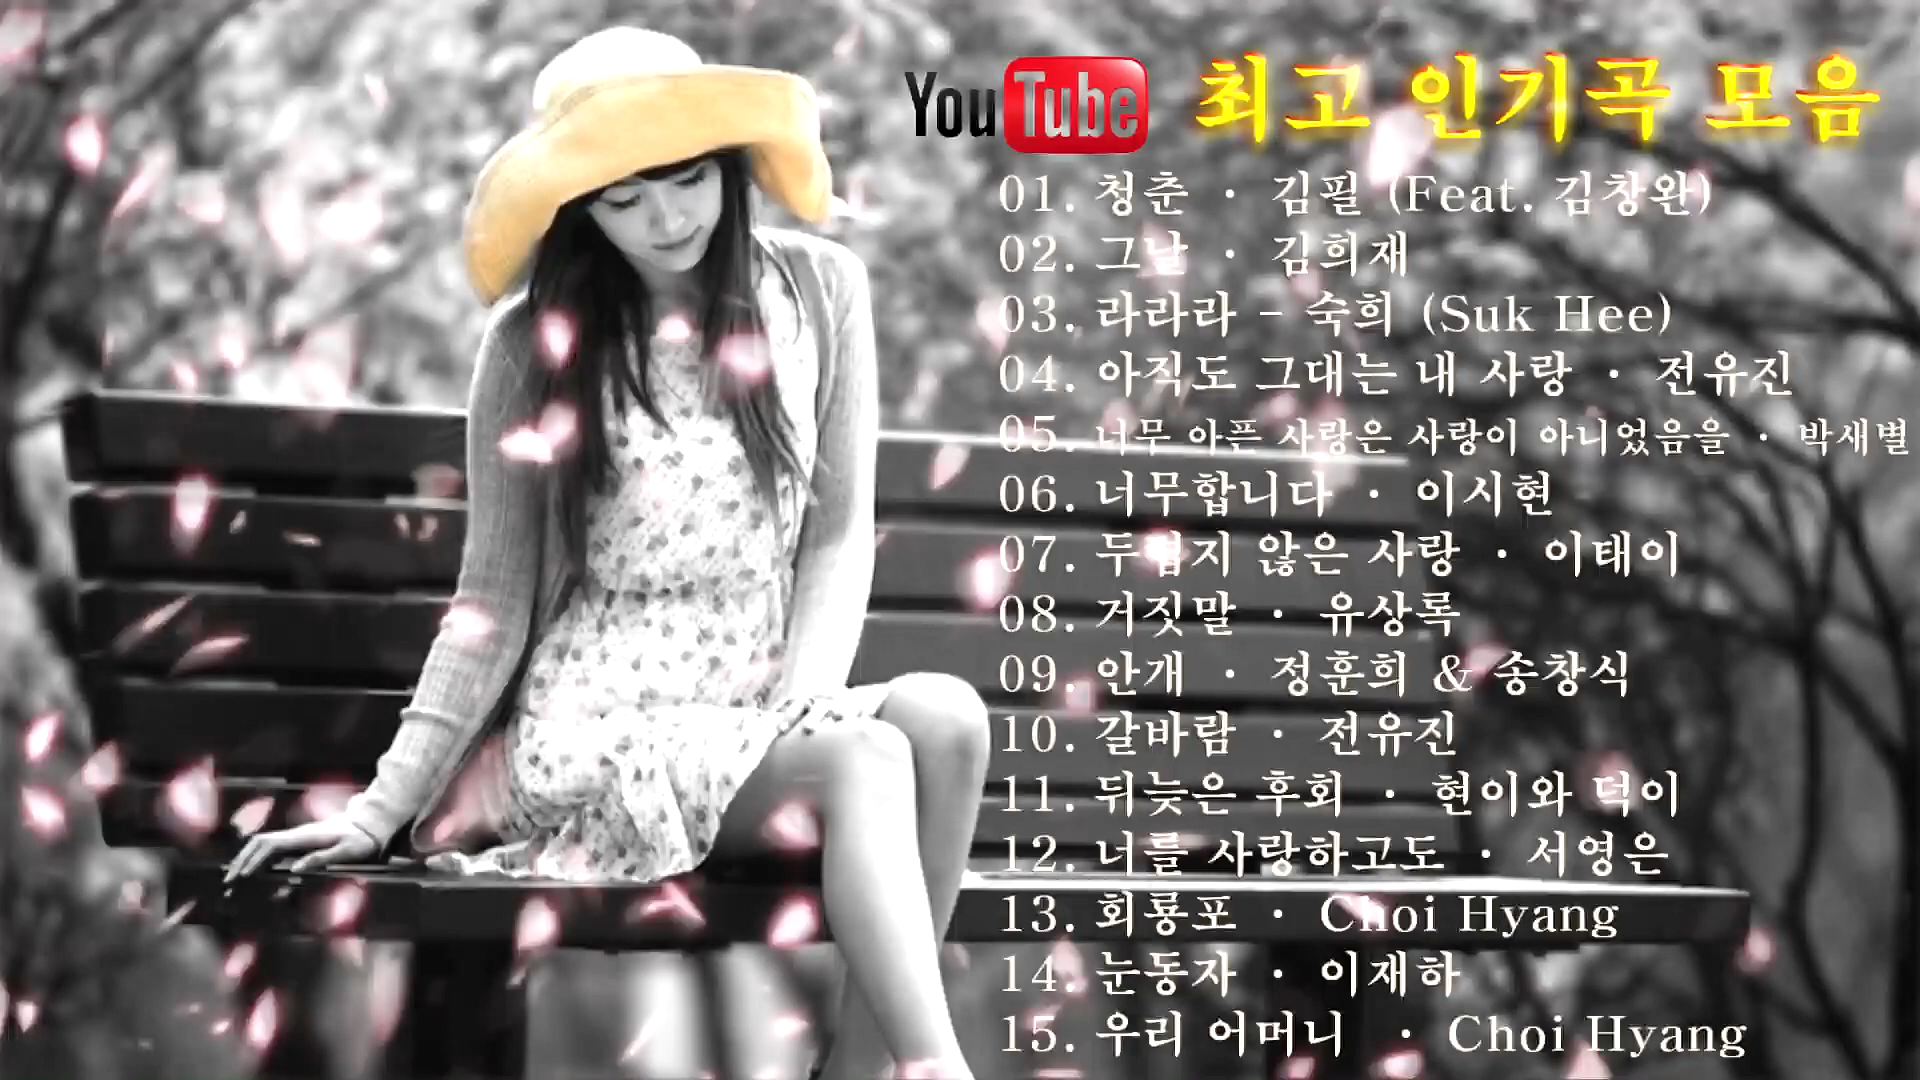 YouTube 최고 인기곡 모음
01. 청춘 · 김필 (Feat. 김창완)
02. 그날 · 김희재
03. 라라라 - 숙희 (Suk Hee)
04. 아직도 그대는 내 사랑 · 전유진
05. 너무 아픈 사랑은 사랑이 아니었음을 · 박새별
06. 너무합니다 · 이시현
07. 두렵지 않은 사랑 · 이태이
08. 거짓말 · 유상록
09. 안개 · 정훈희 & 송창식
10. 갈바람 · 전유진
11. 뒤늦은 후회 · 현이와 덕이
12. 너를 사랑하고도 · 서영은
13. 회룡포 · Choi Hyang
14. 눈동자 · 이재하
15. 우리 어머니 · Choi Hyang